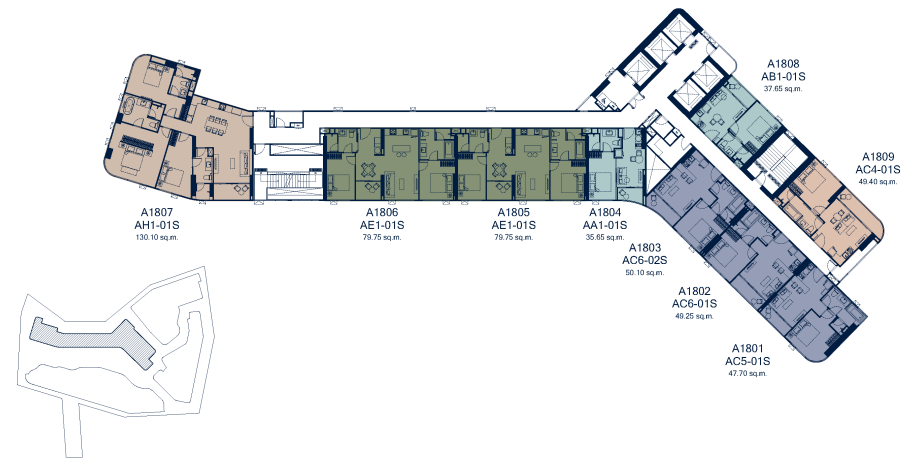 A1808
AB1-01S
37.65 sq.m.
A1809
AC4-01S
49.40 sq.m.
A1807
AH1-01S
130.10 sq.m.
A1806
AE1-01S
79.75 sq.m.
A1805
AE1-01S
79.75 sq.m.
A1804
AA1-01S
35.65 sq.m.
A1803
AC6-02S
50.10 sq.m.
A1802
AC6-01S
49.25 sq.m.
A1801
AC5-01S
47.70 sq.m.